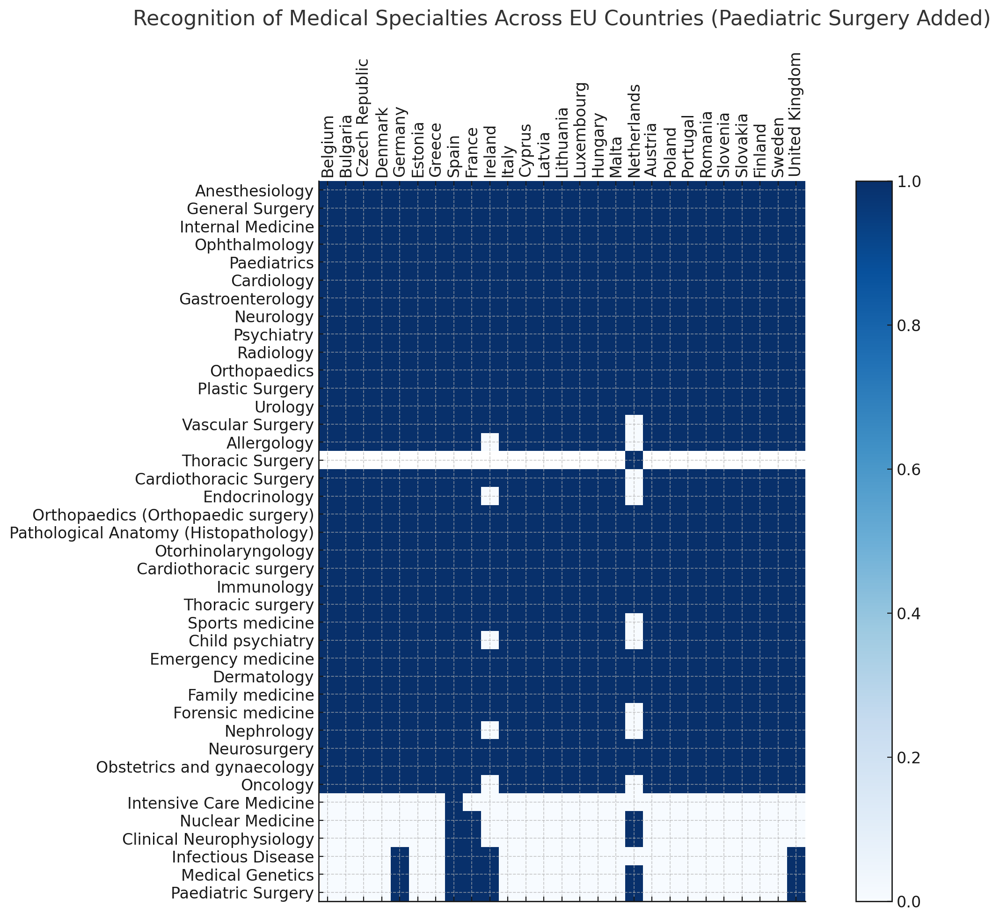 Recognition of Medical Specialties Across EU Countries (Paediatric Surgery Added)
Belgium
Bulgaria
Czech Republic
Denmark
Germany
Estonia
Greece
Spain
France
Ireland
Italy
Cyprus
Latvia
Lithuania
Luxembourg
Hungary
Malta
Netherlands
Austria
Poland
Portugal
Romania
Slovenia
Slovakia
Finland
Sweden
United Kingdom
Anesthesiology
General Surgery
Internal Medicine
Ophthalmology
Paediatrics
Cardiology
Gastroenterology
Neurology
Psychiatry
Radiology
Orthopaedics
Plastic Surgery
Urology
Vascular Surgery
Allergology
Thoracic Surgery
Cardiothoracic Surgery
Endocrinology
Orthopaedics (Orthopaedic surgery)
Pathological Anatomy (Histopathology)
Otorhinolaryngology
Cardiothoracic surgery
Immunology
Thoracic surgery
Sports medicine
Child psychiatry
Emergency medicine
Dermatology
Family medicine
Forensic medicine
Nephrology
Neurosurgery
Obstetrics and gynaecology
Oncology
Intensive Care Medicine
Nuclear Medicine
Clinical Neurophysiology
Infectious Disease
Medical Genetics
Paediatric Surgery
1.0
0.8
0.6
0.4
0.2
0.0